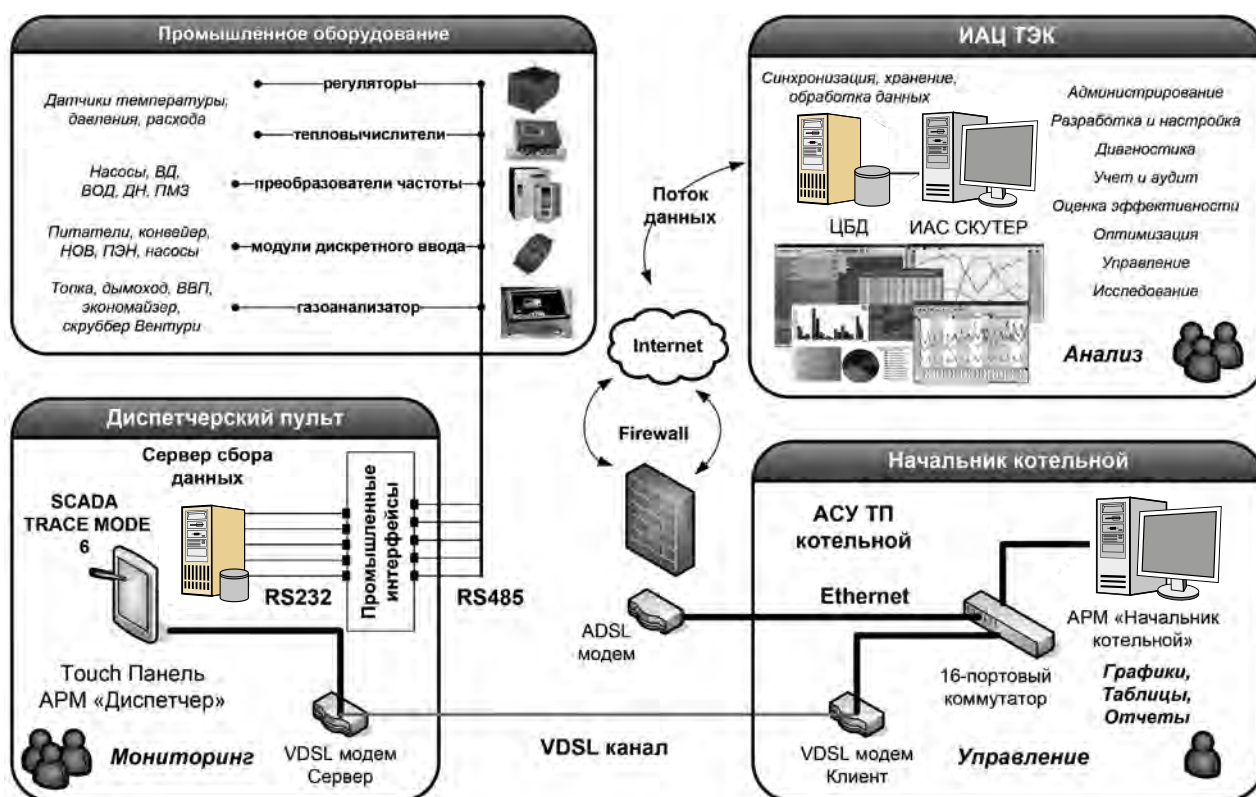 Промышленное оборудование
Датчики температуры,
давления, расхода
регуляторы
тепловычислители
Насосы, ВД,
ВОД, ДН, ПМЗ
преобразователи частоты
Питатели, конвейер,
НОВ, ПЭН, насосы
модули дискретного ввода
Топка, дымоход, ВВП,
экономайзер,
скруббер Вентури
газоанализатор
ИАЦ ТЭК
Синхронизация, хранение,
обработка данных
ЦБД
ИАС СКУТЕР
Администрирование
Разработка и настройка
Диагностика
Учет и аудит
Оценка эффективности
Оптимизация
Управление
Исследование
Анализ
Поток
данных
Internet
Firewall
Диспетчерский пульт
Сервер сбора
данных
SCADA
TRACE MODE
6
RS232
Промышленные
интерфейсы
RS485
Touch Панель
АРМ «Диспетчер»
Мониторинг
VDSL модем
Сервер
VDSL канал
ADSL
модем
Начальник котельной
АСУ ТП
котельной
Ethernet
16-портовый
коммутатор
АРМ «Начальник
котельной»
Графики,
Таблицы,
Отчеты
VDSL модем
Клиент
Управление